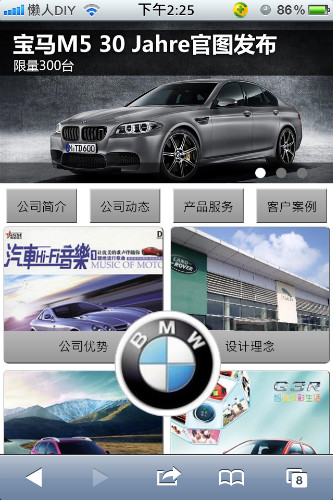 懒人DIY
下午2:25
86%
宝马M5 30 Jahre官图发布
限量300台
M·TD600
公司简介
公司动态
产品服务
客户案例
汽車Hi-Fi音樂
MUSIC OF MOTO
D
LAND-
ROVER
公司优势
设计理念
BMW
G3R
8